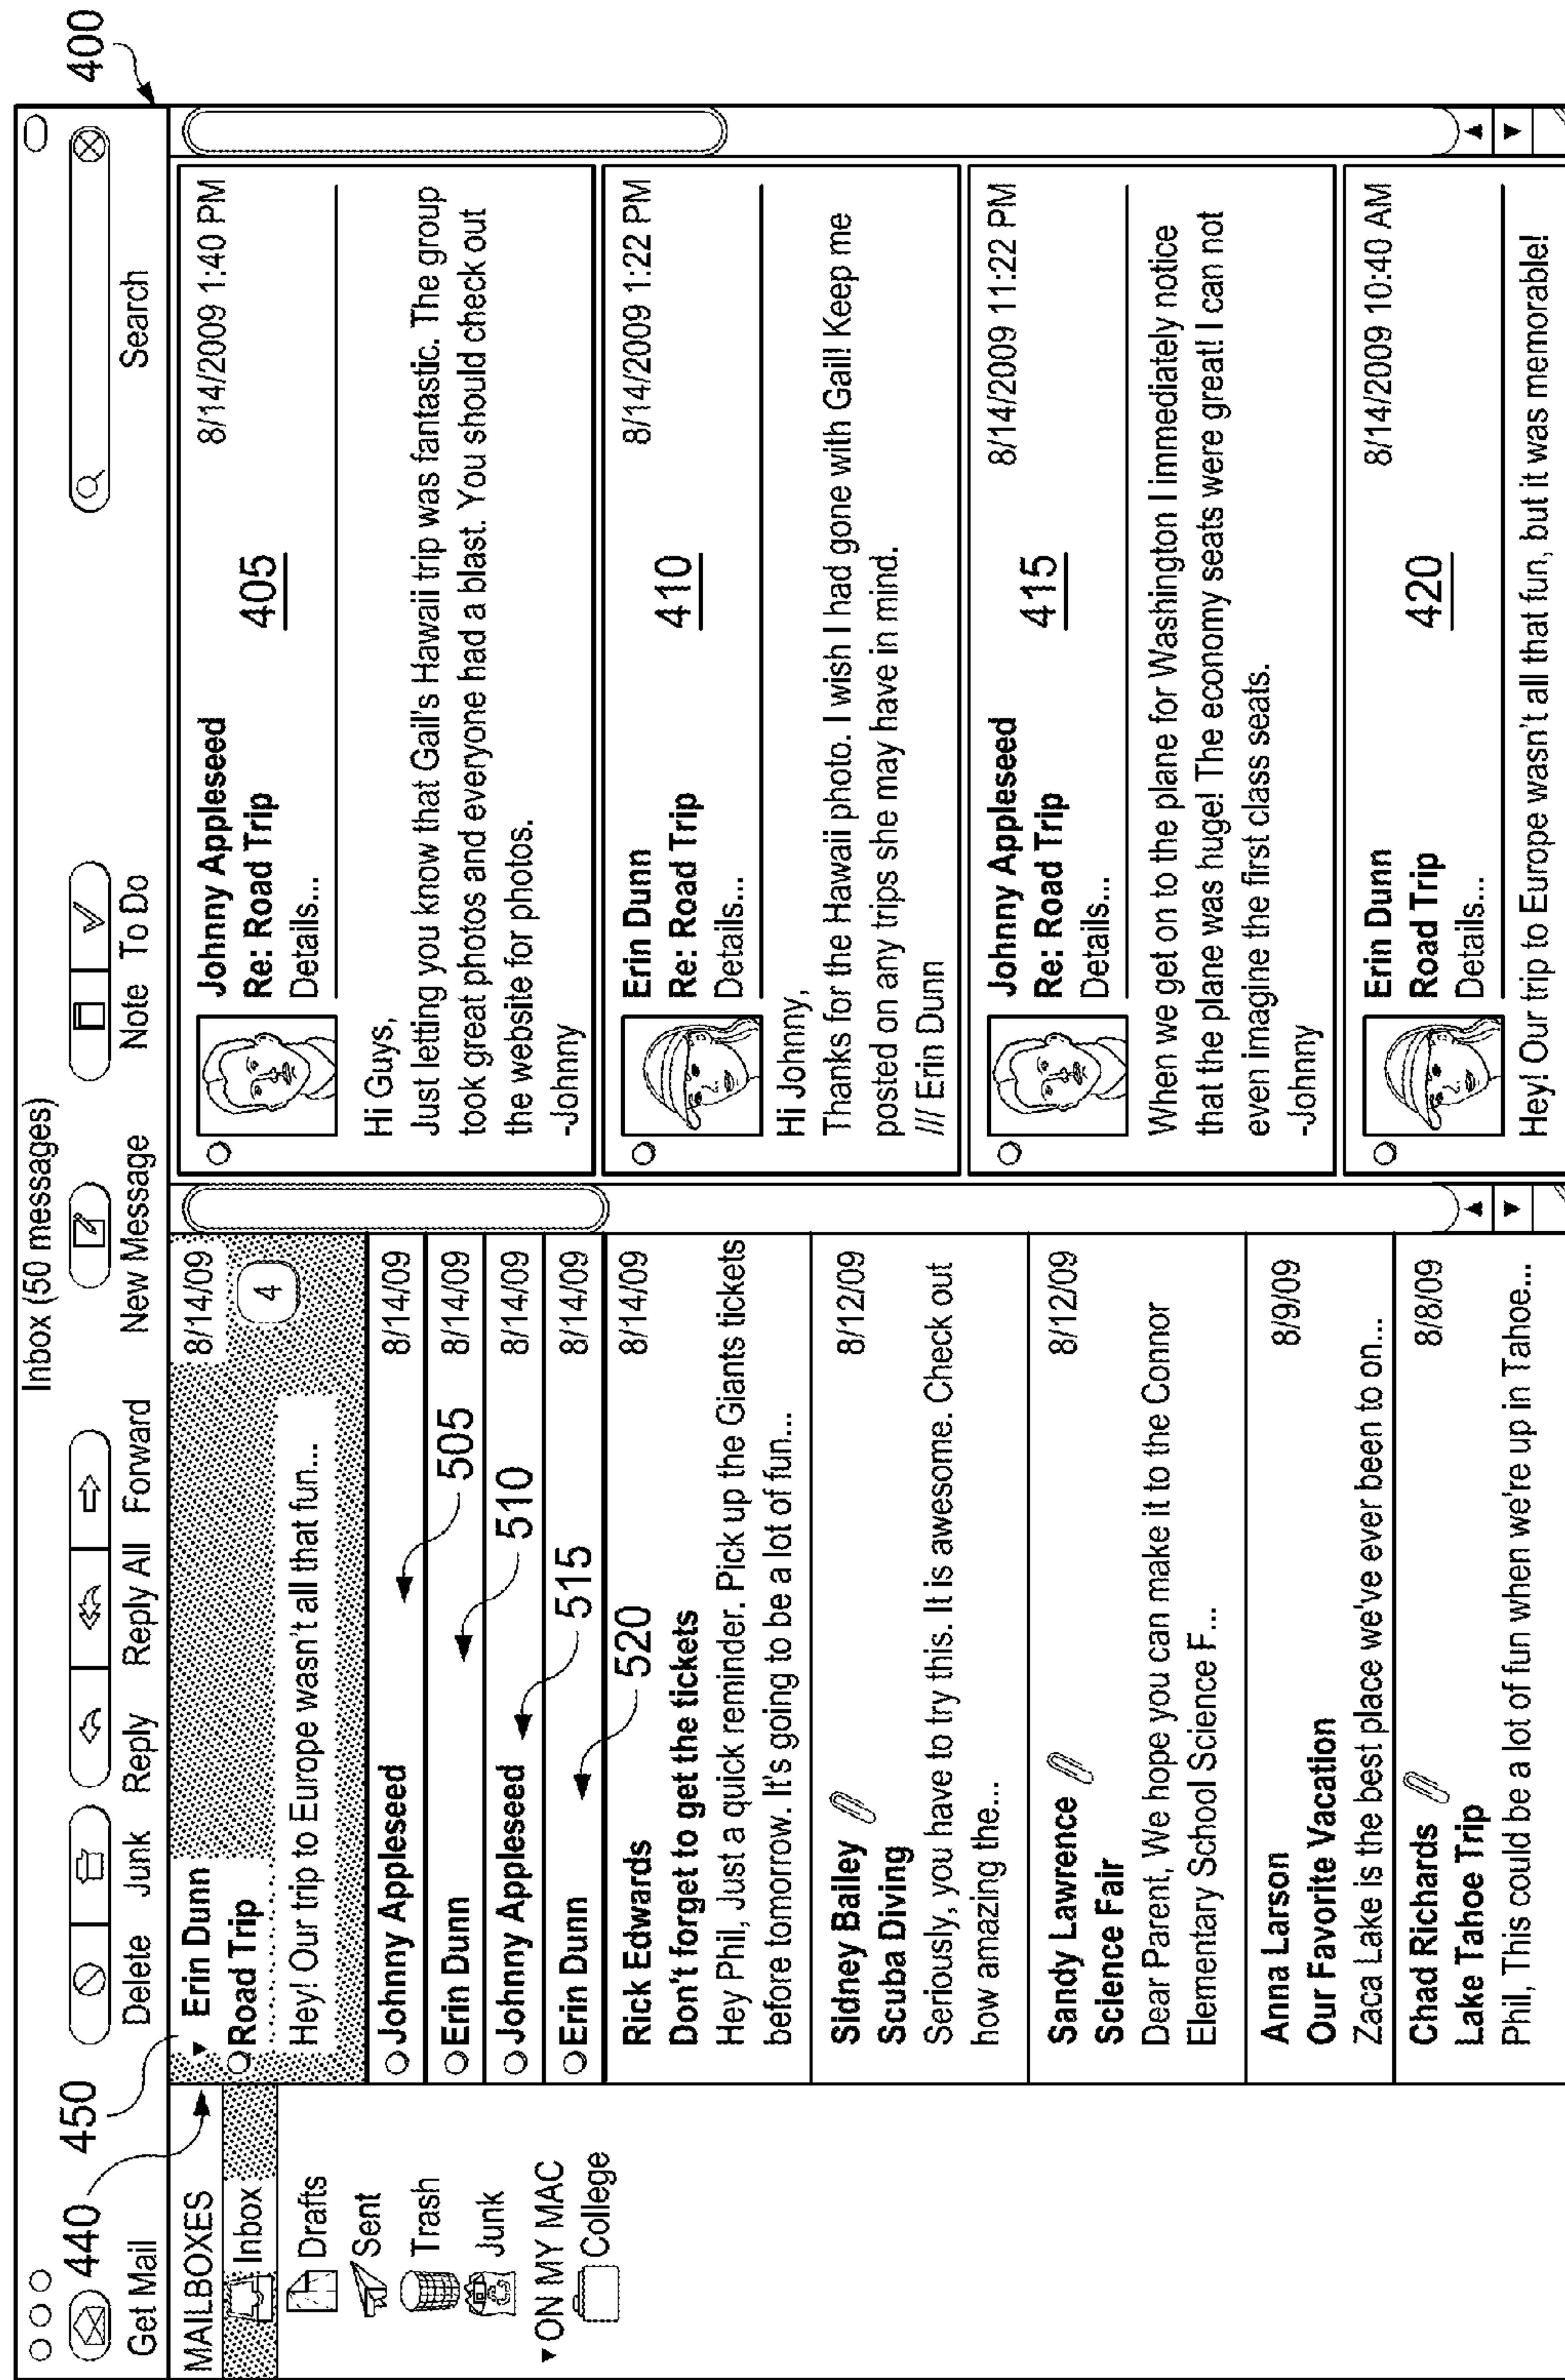 400
Inbox (50 messages)
440
450
Get Mail
Delete
Junk
Reply
Reply All
Forward
New Message
Note
To Do
Search
MAILBOXES
Inbox
Drafts
Sent
Trash
Junk
ON MY MAC
College
Erin Dunn 8/14/09
Road Trip 4
Hey! Our trip to Europe wasn't all that fun...
Johnny Appleseed 8/14/09
505
Erin Dunn 8/14/09
510
Johnny Appleseed 8/14/09
515
Erin Dunn 8/14/09
520
Rick Edwards 8/14/09
Don't forget to get the tickets
Hey Phil, Just a quick reminder. Pick up the Giants tickets
before tomorrow. It's going to be a lot of fun...
Sidney Bailey 8/12/09
Scuba Diving
Seriously, you have to try this. It is awesome. Check out
how amazing the...
Sandy Lawrence 8/12/09
Science Fair
Dear Parent, We hope you can make it to the Connor
Elementary School Science F...
Anna Larson 8/9/09
Our Favorite Vacation
Zaca Lake is the best place we've ever been to on...
Chad Richards 8/8/09
Lake Tahoe Trip
Phil, This could be a lot of fun when we're up in Tahoe...
Johnny Appleseed 8/14/2009 1:40 PM
Re: Road Trip 405
Details...
Hi Guys,
Just letting you know that Gail's Hawaii trip was fantastic. The group
took great photos and everyone had a blast. You should check out
the website for photos.
-Johnny
Erin Dunn 8/14/2009 1:22 PM
Re: Road Trip 410
Details...
Hi Johnny,
Thanks for the Hawaii photo. I wish I had gone with Gail! Keep me
posted on any trips she may have in mind.
/// Erin Dunn
Johnny Appleseed 8/14/2009 11:22 PM
Re: Road Trip 415
Details...
When we get on to the plane for Washington I immediately notice
that the plane was huge! The economy seats were great! I can not
even imagine the first class seats.
-Johnny
Erin Dunn 8/14/2009 10:40 AM
Road Trip 420
Details...
Hey! Our trip to Europe wasn't all that fun, but it was memorable!